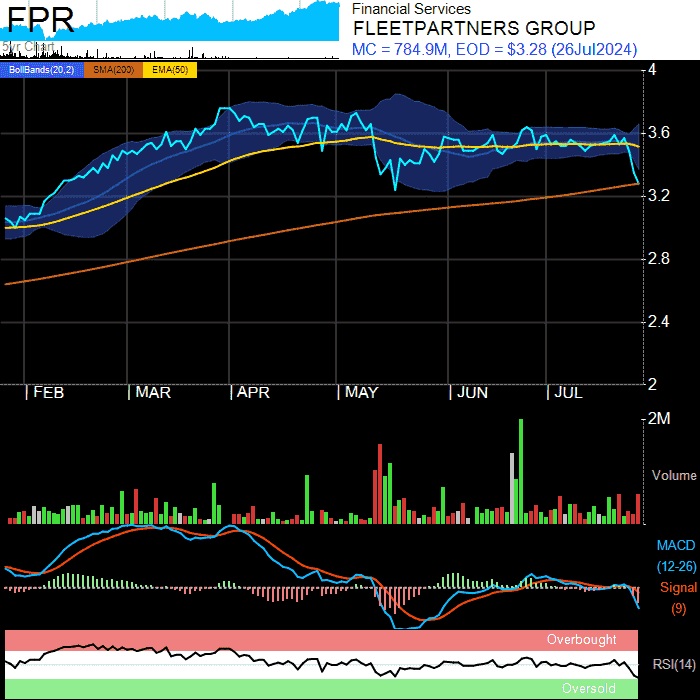 FPR
5yr Chart
Financial Services
FLEETPARTNERS GROUP
MC = 784.9M, EOD = $3.28 (26Jul2024)
BollBands(20,2) SMA(200) EMA(50)
4
3.6
3.2
2.8
2.4
2
FEB MAR APR MAY JUN JUL
2M
Volume
MACD
(12-26)
Signal
(9)
Overbought
RSI(14)
Oversold